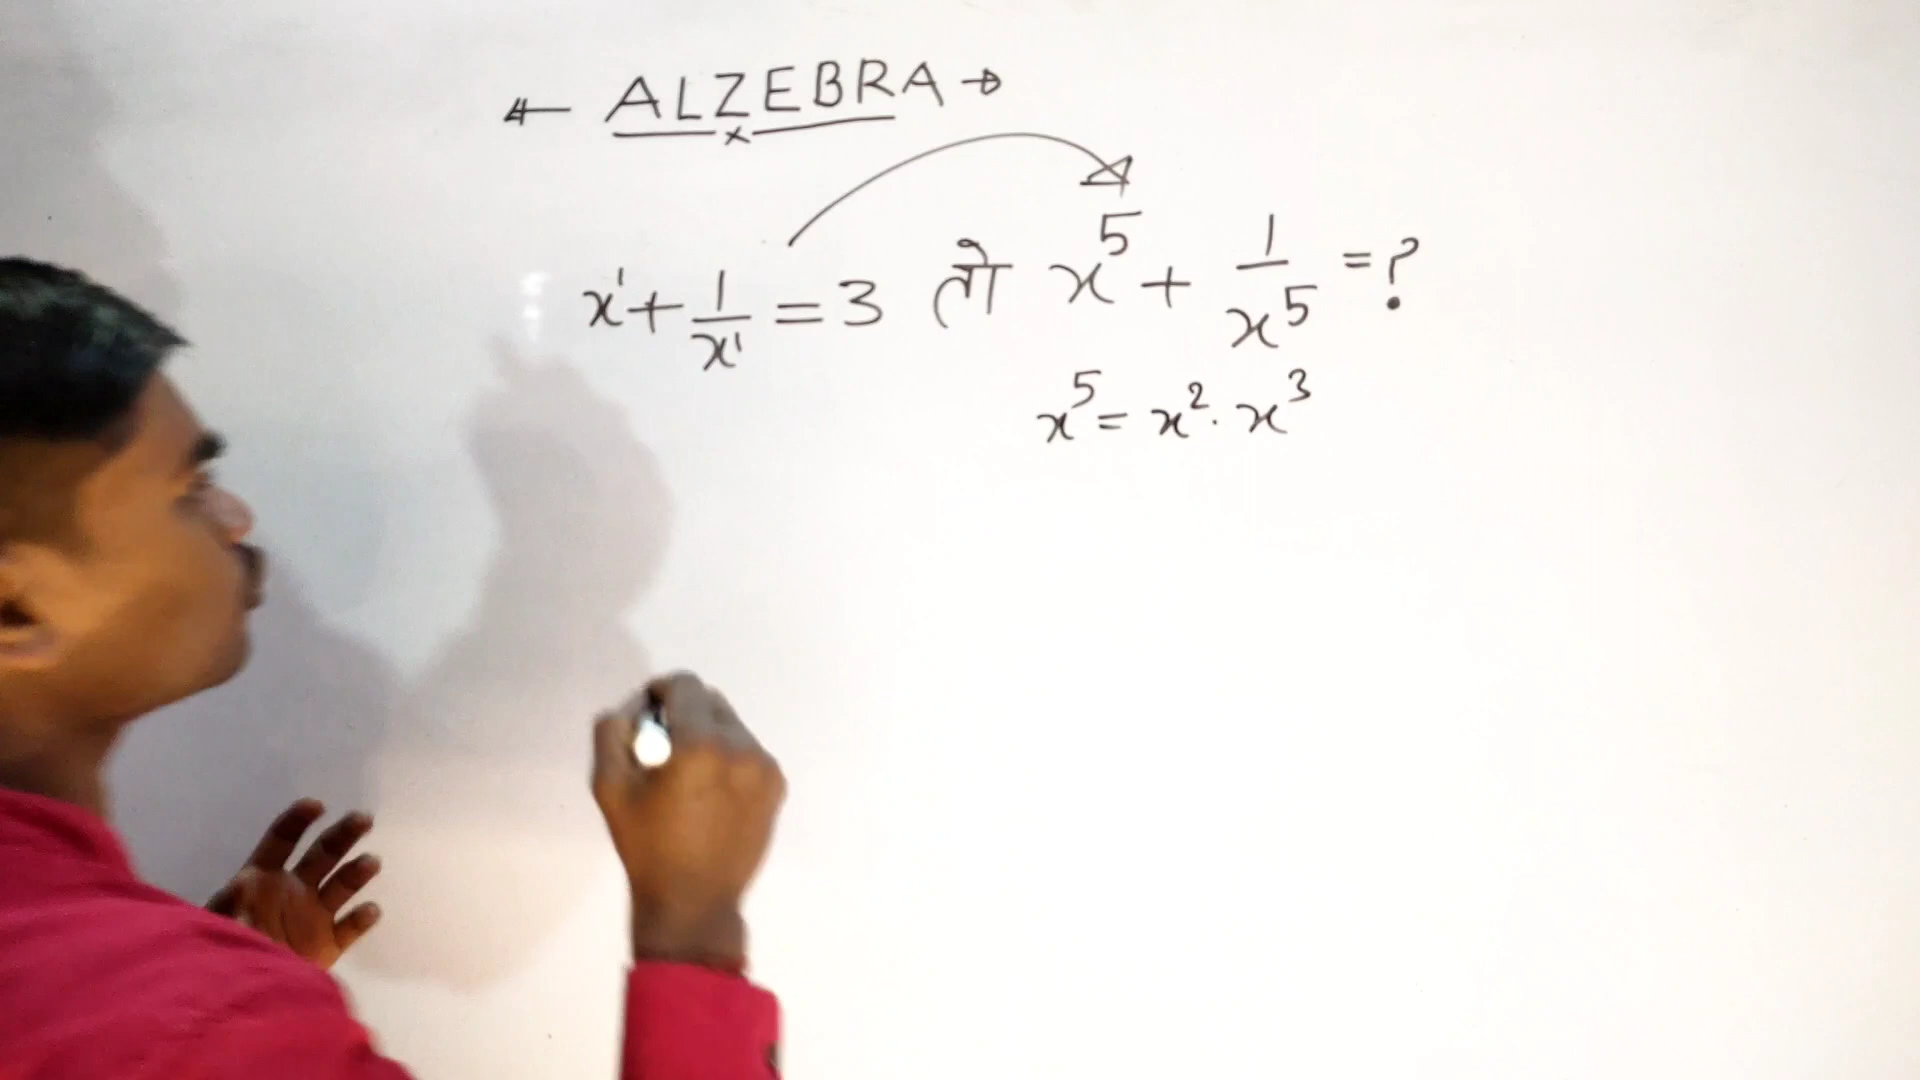 ← ALZEBRA →
x¹ + 1/x¹ = 3 तो x⁵ + 1/x⁵ = ?
x⁵ = x² . x³